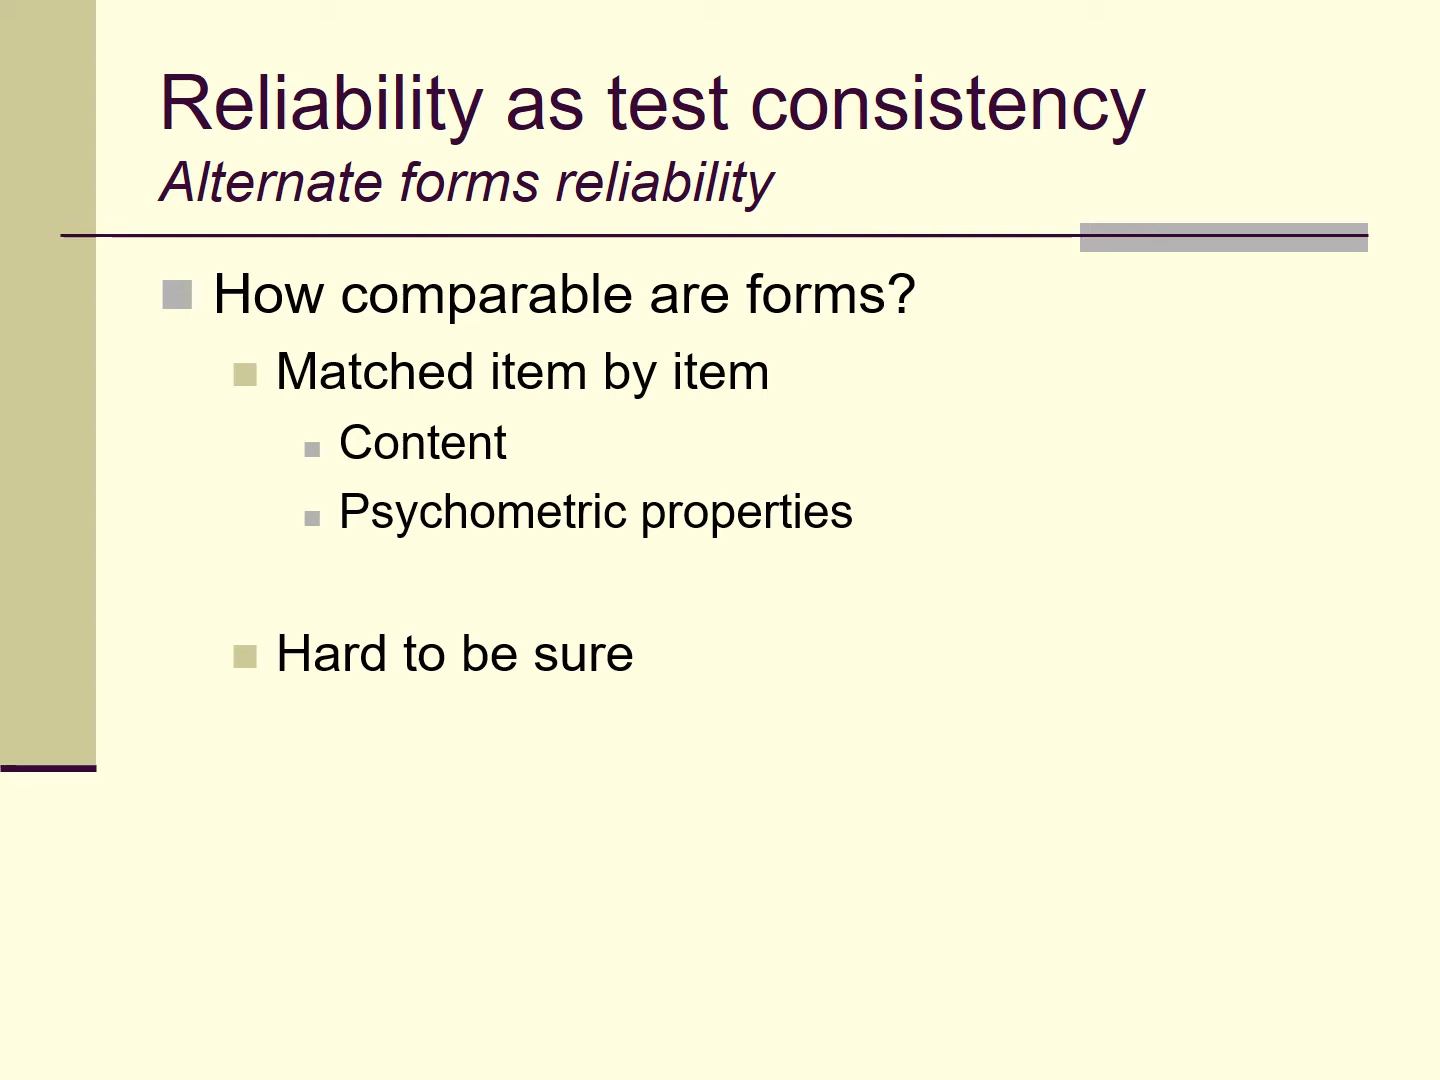 Reliability as test consistency
Alternate forms reliability
How comparable are forms?
Matched item by item
Content
Psychometric properties
Hard to be sure